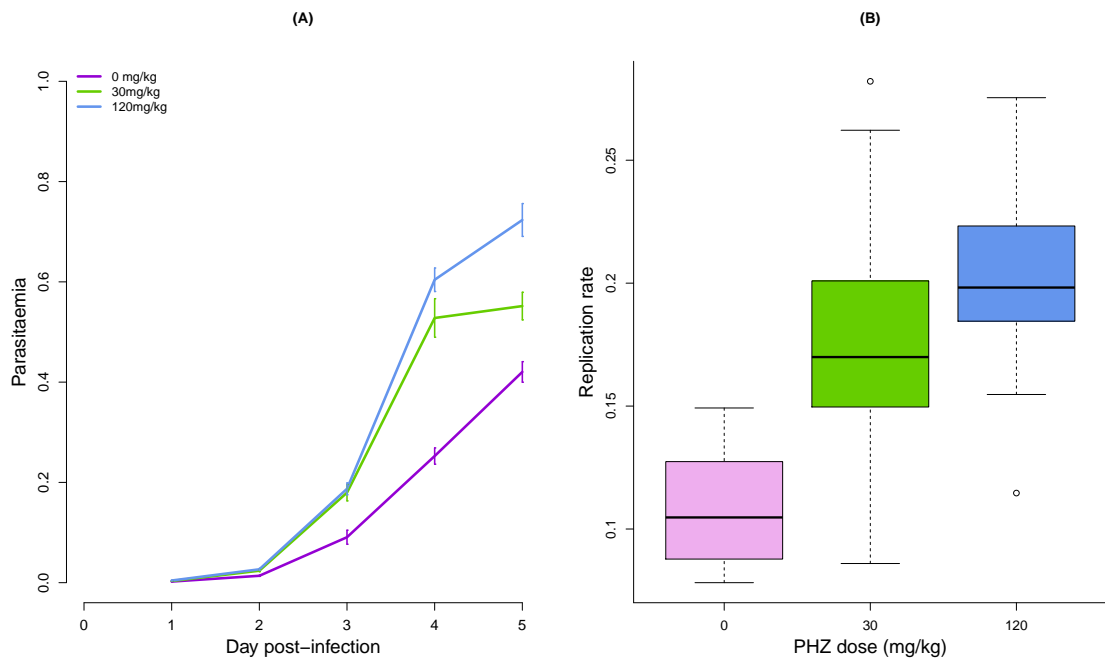 (A)
0 mg/kg
30mg/kg
120mg/kg
1.0
0.8
0.6
0.4
0.2
0.0
Parasitaemia
0 1 2 3 4 5
Day post−infection
(B)
0.25
0.2
0.15
0.1
Replication rate
0 30 120
PHZ dose (mg/kg)